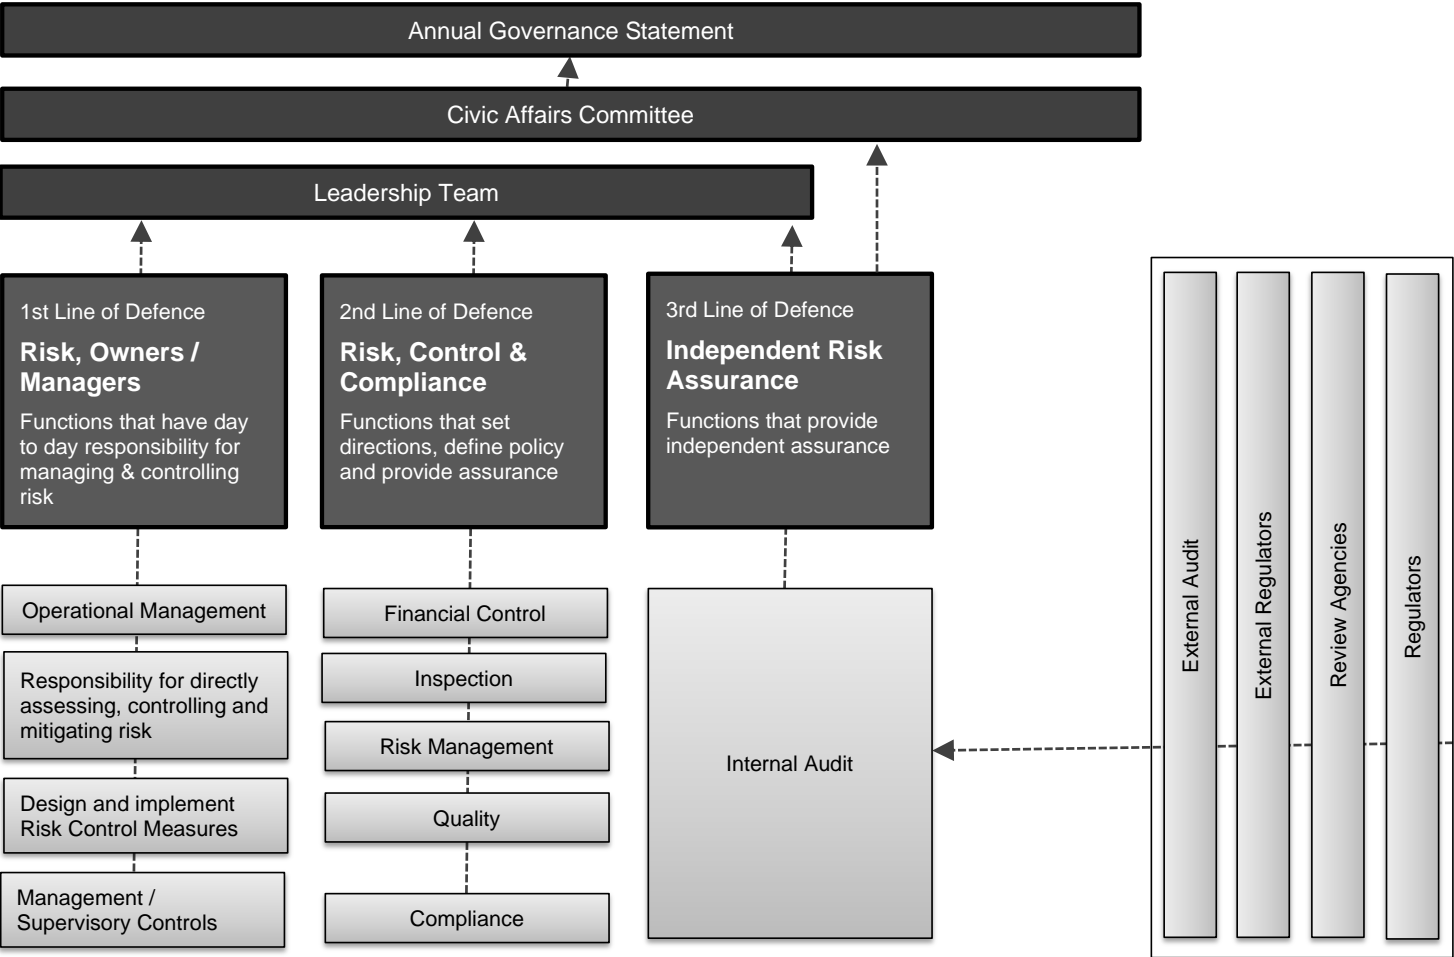 Annual Governance Statement
Civic Affairs Committee
Leadership Team
1st Line of Defence
Risk, Owners /
Managers
Functions that have day
to day responsibility for
managing & controlling
risk
2nd Line of Defence
Risk, Control &
Compliance
Functions that set
directions, define policy
and provide assurance
3rd Line of Defence
Independent Risk
Assurance
Functions that provide
independent assurance
Operational Management
Responsibility for directly
assessing, controlling and
mitigating risk
Design and implement
Risk Control Measures
Management /
Supervisory Controls
Financial Control
Inspection
Risk Management
Quality
Compliance
Internal Audit
External Audit
External Regulators
Review Agencies
Regulators